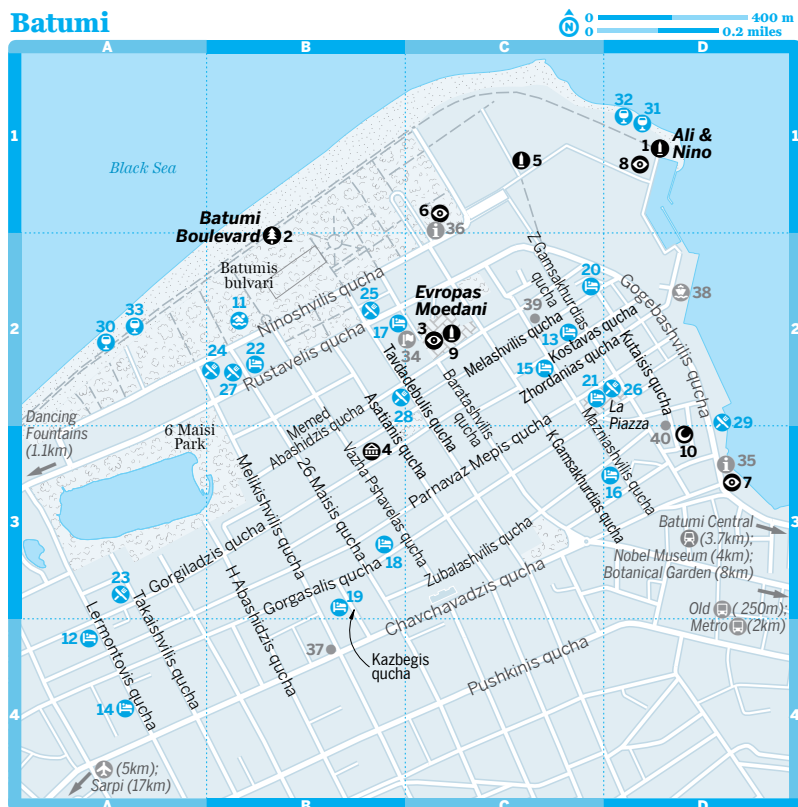 Batumi
N
0 400 m
0 0.2 miles
A
B
C
D
1
1
32
31
1
Ali &
Nino
8
5
Black Sea
6
36
Batumi
Boulevard
2
Batumis
bulvari
Z Gamsakhurdias
qucha
20
Gogebashvilis qucha
38
Ninoshvilis qucha
25
Evropas
Moedani
39
33
30
11
2
2
17
3
9
34
13
Rustavelis qucha
Melashvilis qucha
Kostavas qucha
Zhordanias qucha
Kutaisis qucha
24
22
27
15
21
26
Tavdadebulis qucha
Baratashvilis
qucha
28
Asatianis qucha
La
Piazza
40
29
10
Mazniashvilis qucha
Memed
Abashidzis qucha
4
Dancing
Fountains
(1.1km)
6 Maisi
Park
Vazha Pshavelas qucha
Parnavaz Mepis qucha
K Gamsakhurdias qucha
35
7
16
Melikishvilis qucha
26 Maisis qucha
3
3
Batumi Central
(3.7km);
Nobel Museum (4km);
Botanical Garden (8km)
18
Zubalashvilis qucha
T. Gorgiladzis qucha
Gorgasalis qucha
23
19
Chavchavadzis qucha
Old (250m);
Metro (2km)
H Abashidzis qucha
Takaishvilis qucha
Lermontovis qucha
12
37
Kazbegis
qucha
Pushkinis qucha
14
4
4
(5km);
Sarpi (17km)
A
B
C
D